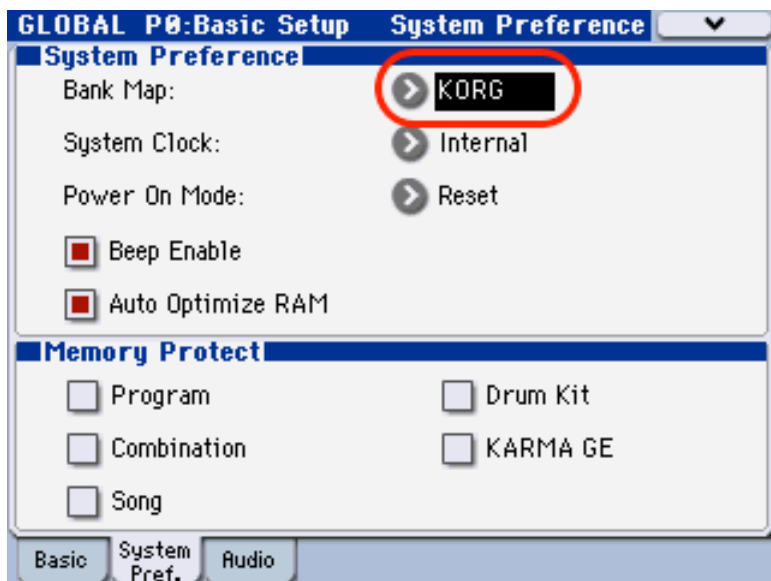 GLOBAL P0:Basic Setup System Preference
System Preference
Bank Map: KORG
System Clock: Internal
Power On Mode: Reset
Beep Enable
Auto Optimize RAM
Memory Protect
Program Drum Kit
Combination KARMA GE
Song
Basic System Pref. Audio